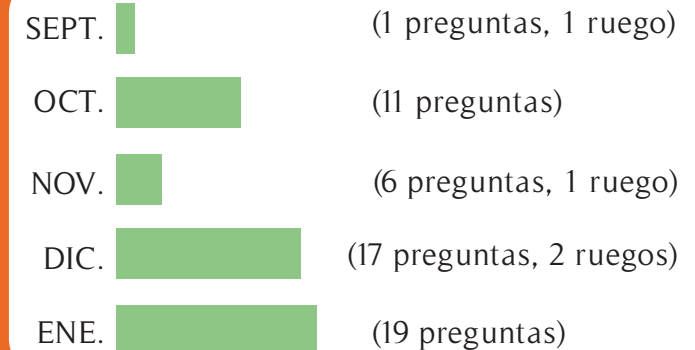 SEPT. (1 preguntas, 1 ruego)
OCT. (11 preguntas)
NOV. (6 preguntas, 1 ruego)
DIC. (17 preguntas, 2 ruegos)
ENE. (19 preguntas)